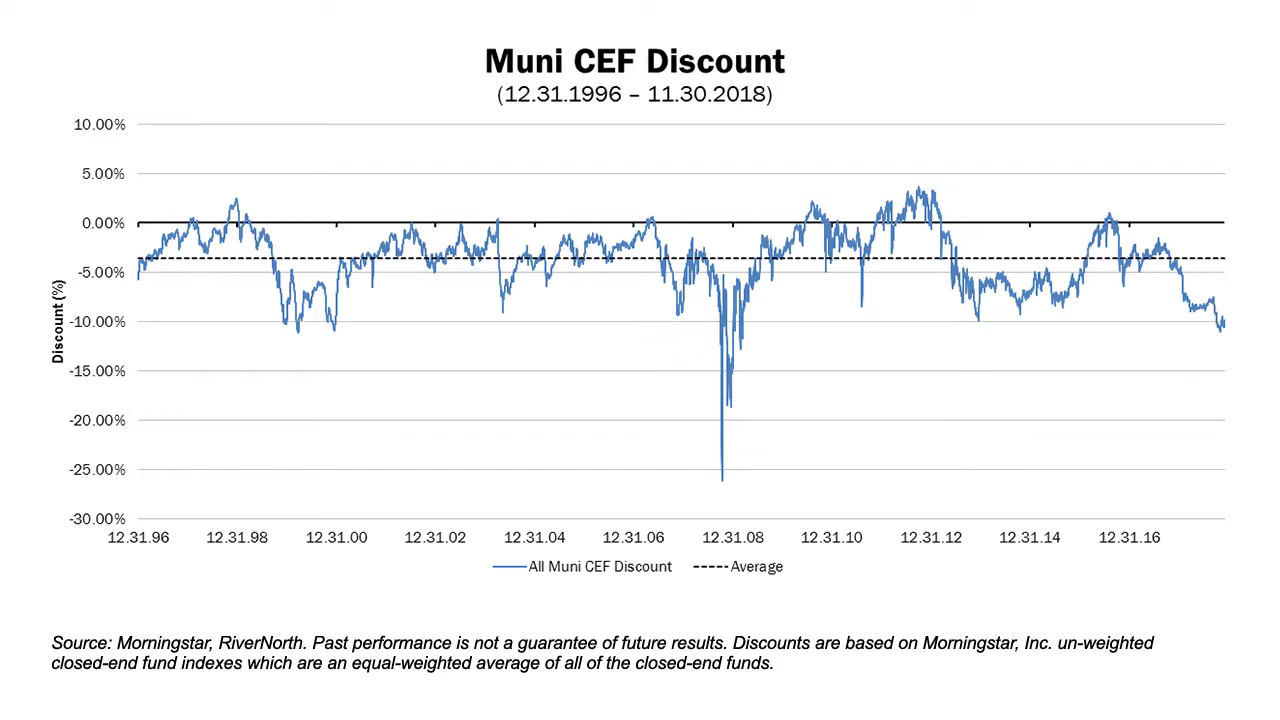 Muni CEF Discount
(12.31.1996 – 11.30.2018)
10.00%
5.00%
0.00%
-5.00%
-10.00%
-15.00%
-20.00%
-25.00%
-30.00%
Discount (%)
12.31.96 12.31.98 12.31.00 12.31.02 12.31.04 12.31.06 12.31.08 12.31.10 12.31.12 12.31.14 12.31.16
All Muni CEF Discount Average
Source: Morningstar, RiverNorth. Past performance is not a guarantee of future results. Discounts are based on Morningstar, Inc. un-weighted
closed-end fund indexes which are an equal-weighted average of all of the closed-end funds.